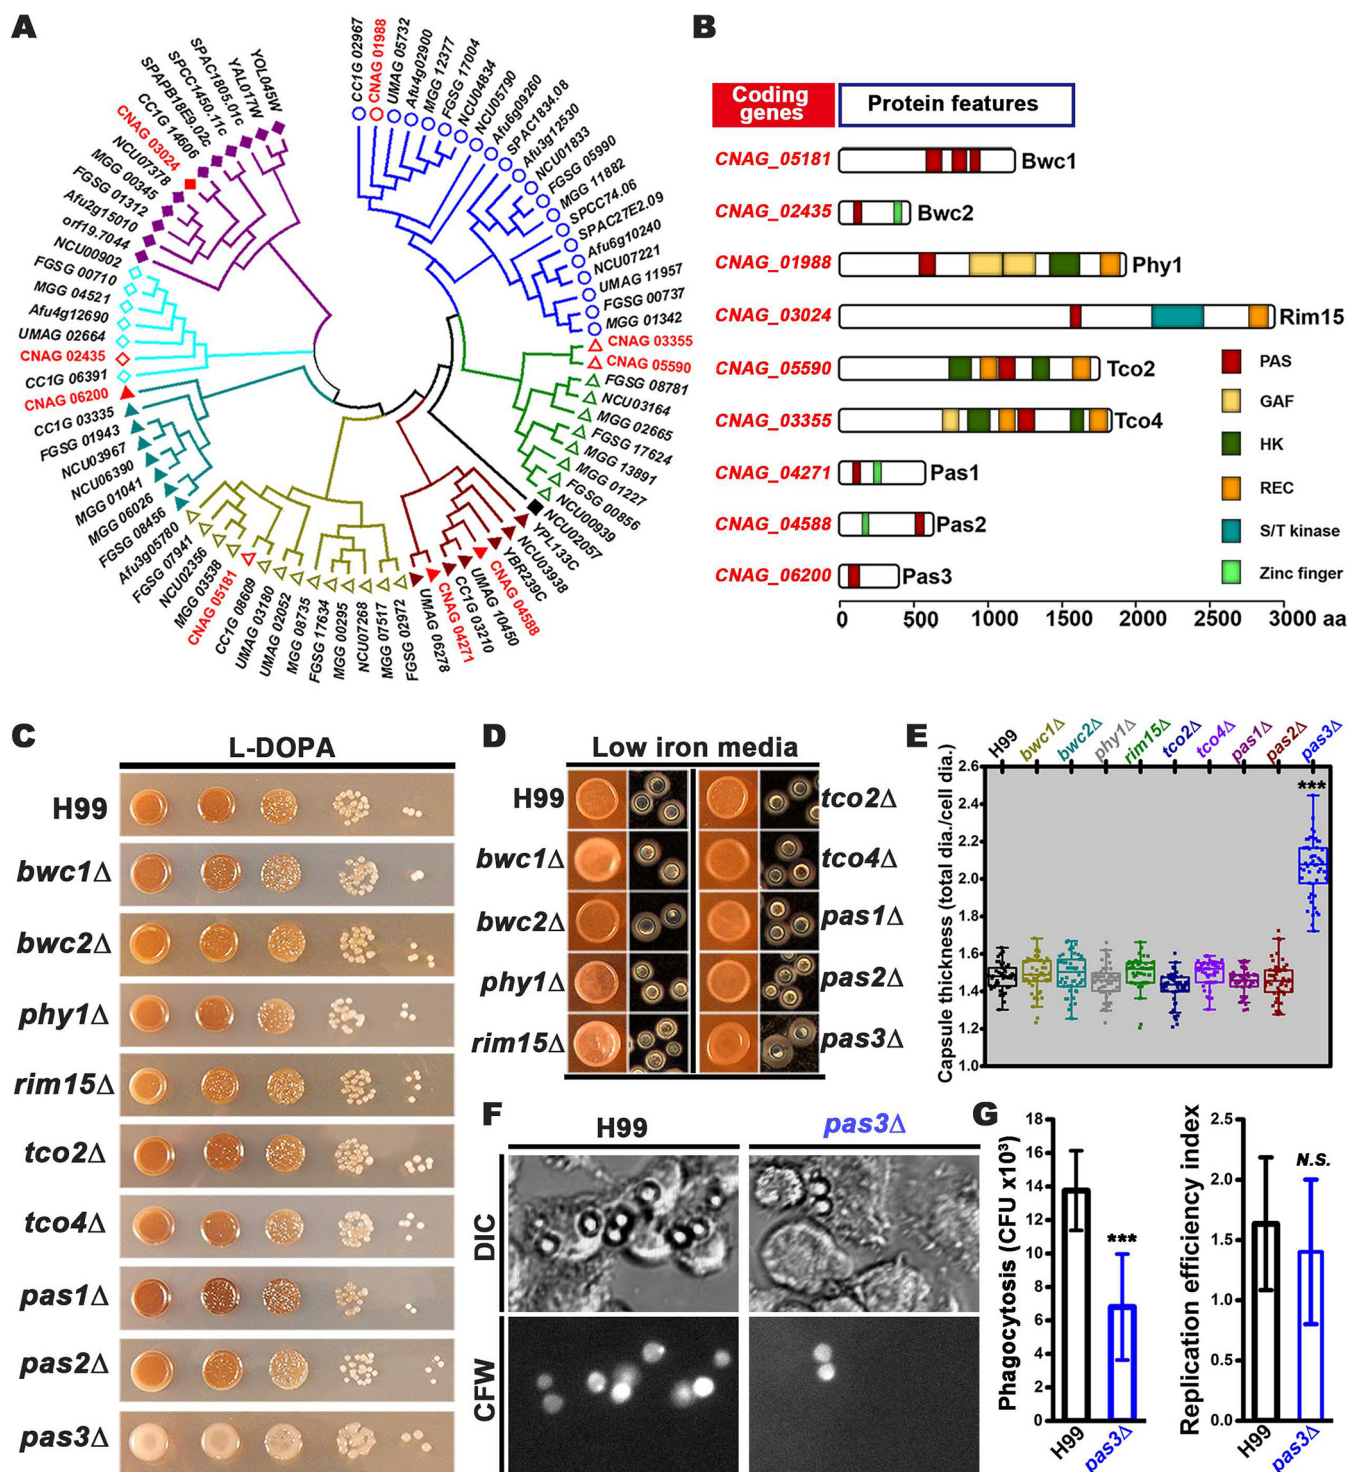 A
CC1G 02967
CNAG 01988
UMAG 05732
Afu4g02900
MGG 12377
FGSG 17004
NCU04834
NCU05790
Afu6g09260
SPAC1834.08
Afu3g12530
NCU01833
FGSG 05990
MGG 11882
SPCC74.06
SPAC27E2.09
Afu6g10240
NCU07221
UMAG 11957
FGSG 00737
MGG 01342
CNAG 03355
CNAG 05590
FGSG 08781
NCU03164
MGG 02665
FGSG 17624
MGG 13891
MGG 01227
FGSG 00856
NCU00939
NCU02057
YPL133C
NCU03938
YBR239C
CNAG 04588
UMAG 10450
CC1G 03210
CNAG 04271
UMAG 06278
FGSG 02972
MGG 07517
NCU07268
MGG 00295
FGSG 17634
MGG 08735
UMAG 02052
UMAG 03180
CC1G 08609
CNAG 05181
MGG 03538
NCU02356
FGSG 07941
Afu3g05780
FGSG 08456
MGG 06026
MGG 01041
NCU06390
NCU03967
FGSG 01943
CC1G 03335
CNAG 06200
CC1G 06391
CNAG 02435
UMAG 02664
Afu4g12690
MGG 04521
FGSG 00710
NCU00902
orf19.7044
Afu2g15010
FGSG 01312
MGG 00345
NCU07378
CNAG 03024
CC1G 14606
SPAPB18E9.02c
SPCC1450.11c
SPAC1805.01c
YAL017W
YOL045W
B
Coding genes
Protein features
CNAG_05181 Bwc1
CNAG_02435 Bwc2
CNAG_01988 Phy1
CNAG_03024 Rim15
CNAG_05590 Tco2
CNAG_03355 Tco4
CNAG_04271 Pas1
CNAG_04588 Pas2
CNAG_06200 Pas3
PAS
GAF
HK
REC
S/T kinase
Zinc finger
0 500 1000 1500 2000 2500 3000 aa
C
L-DOPA
H99
bwc1Δ
bwc2Δ
phy1Δ
rim15Δ
tco2Δ
tco4Δ
pas1Δ
pas2Δ
pas3Δ
D
Low iron media
H99 tco2Δ
bwc1Δ tco4Δ
bwc2Δ pas1Δ
phy1Δ pas2Δ
rim15Δ pas3Δ
E
H99 bwc1Δ bwc2Δ phy1Δ rim15Δ tco2Δ tco4Δ pas1Δ pas2Δ pas3Δ
Capsule thickness (total dia./cell dia.)
2.6
2.4
2.2
2.0
1.8
1.6
1.4
1.2
1.0
***
F
H99 pas3Δ
DIC
CFW
G
Phagocytosis (CFU x10³)
18
16
14
12
10
8
6
4
2
0
***
H99 pas3Δ
Replication efficiency index
2.5
2.0
1.5
1.0
0.5
0.0
N.S.
H99 pas3Δ